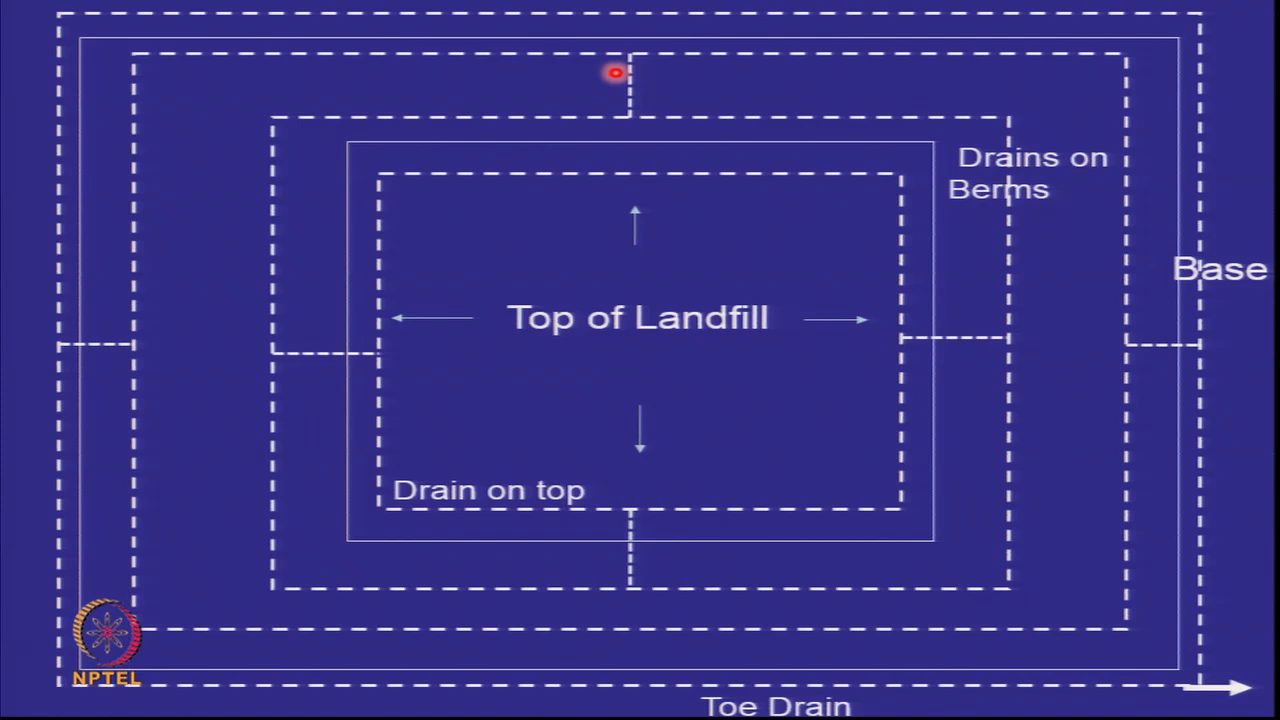 Drains on
Berms
Base
Top of Landfill
Drain on top
NPTEL
Toe Drain